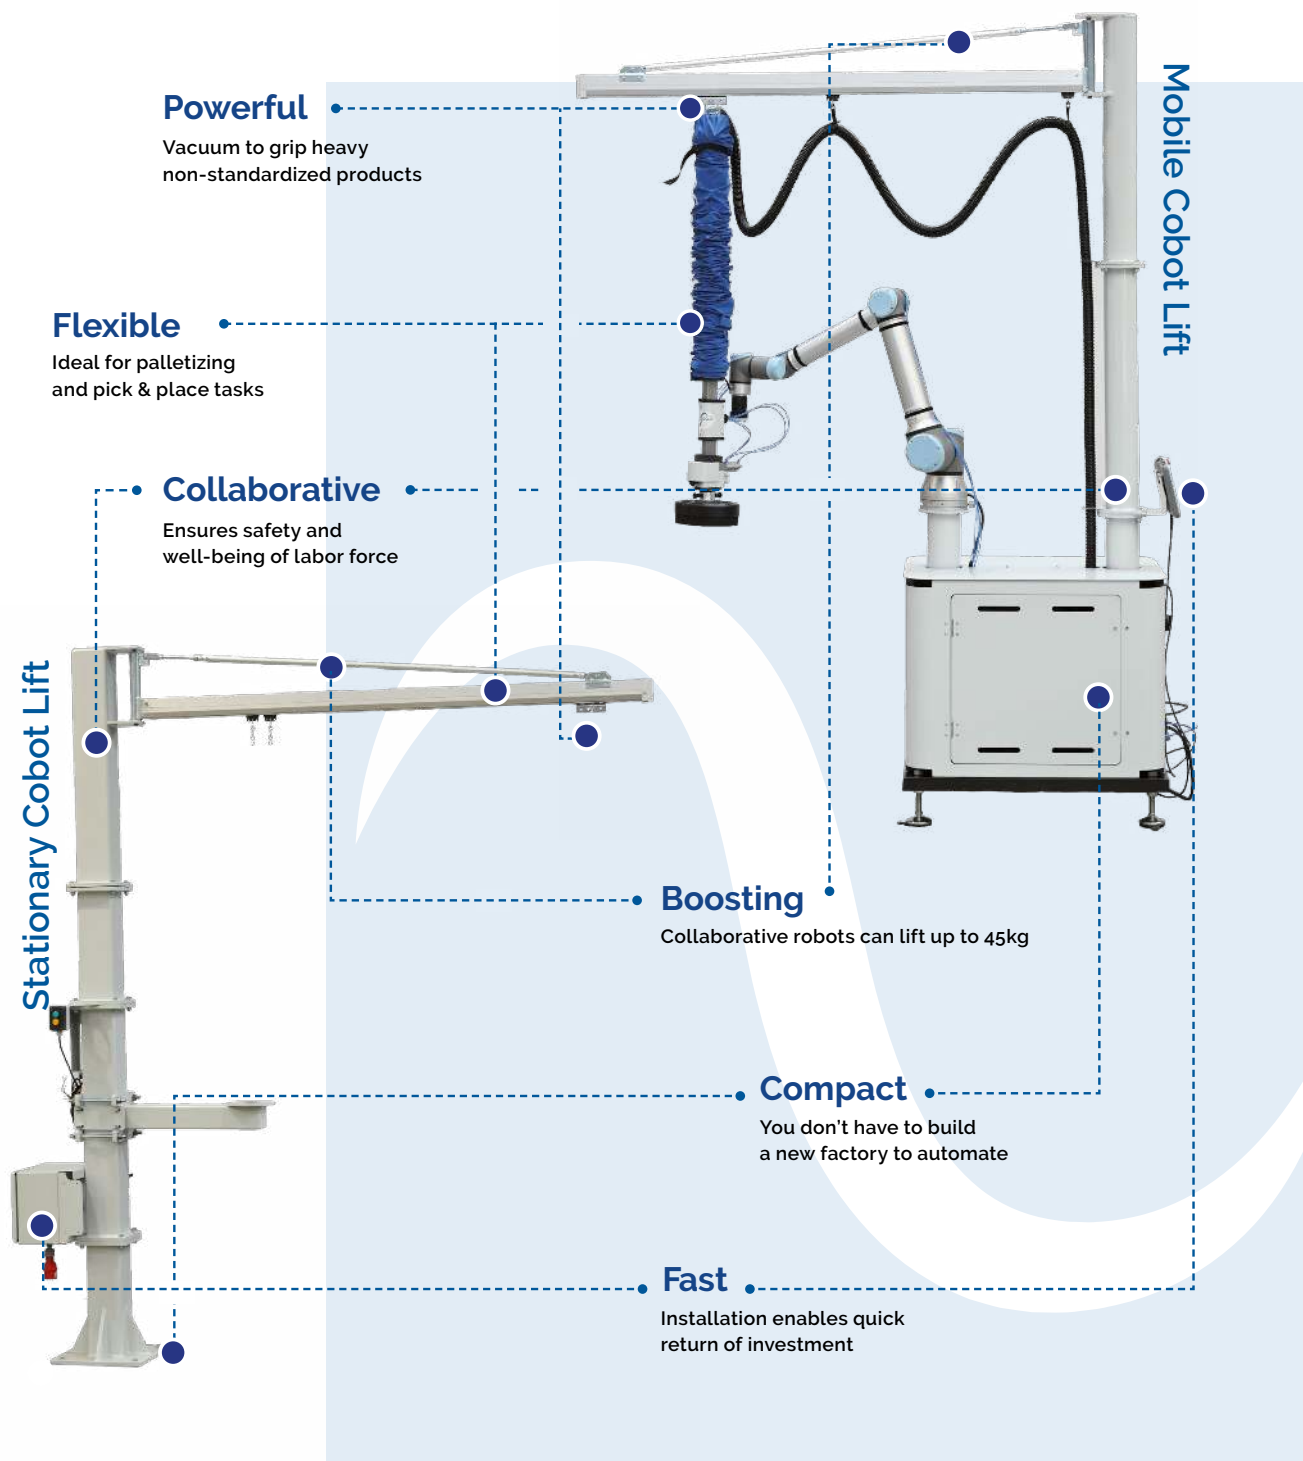 Mobile Cobot Lift
Powerful
Vacuum to grip heavy
non-standardized products
Flexible
Ideal for palletizing
and pick & place tasks
Collaborative
Ensures safety and
well-being of labor force
Stationary Cobot Lift
Boosting
Collaborative robots can lift up to 45kg
Compact
You don't have to build
a new factory to automate
Fast
Installation enables quick
return of investment